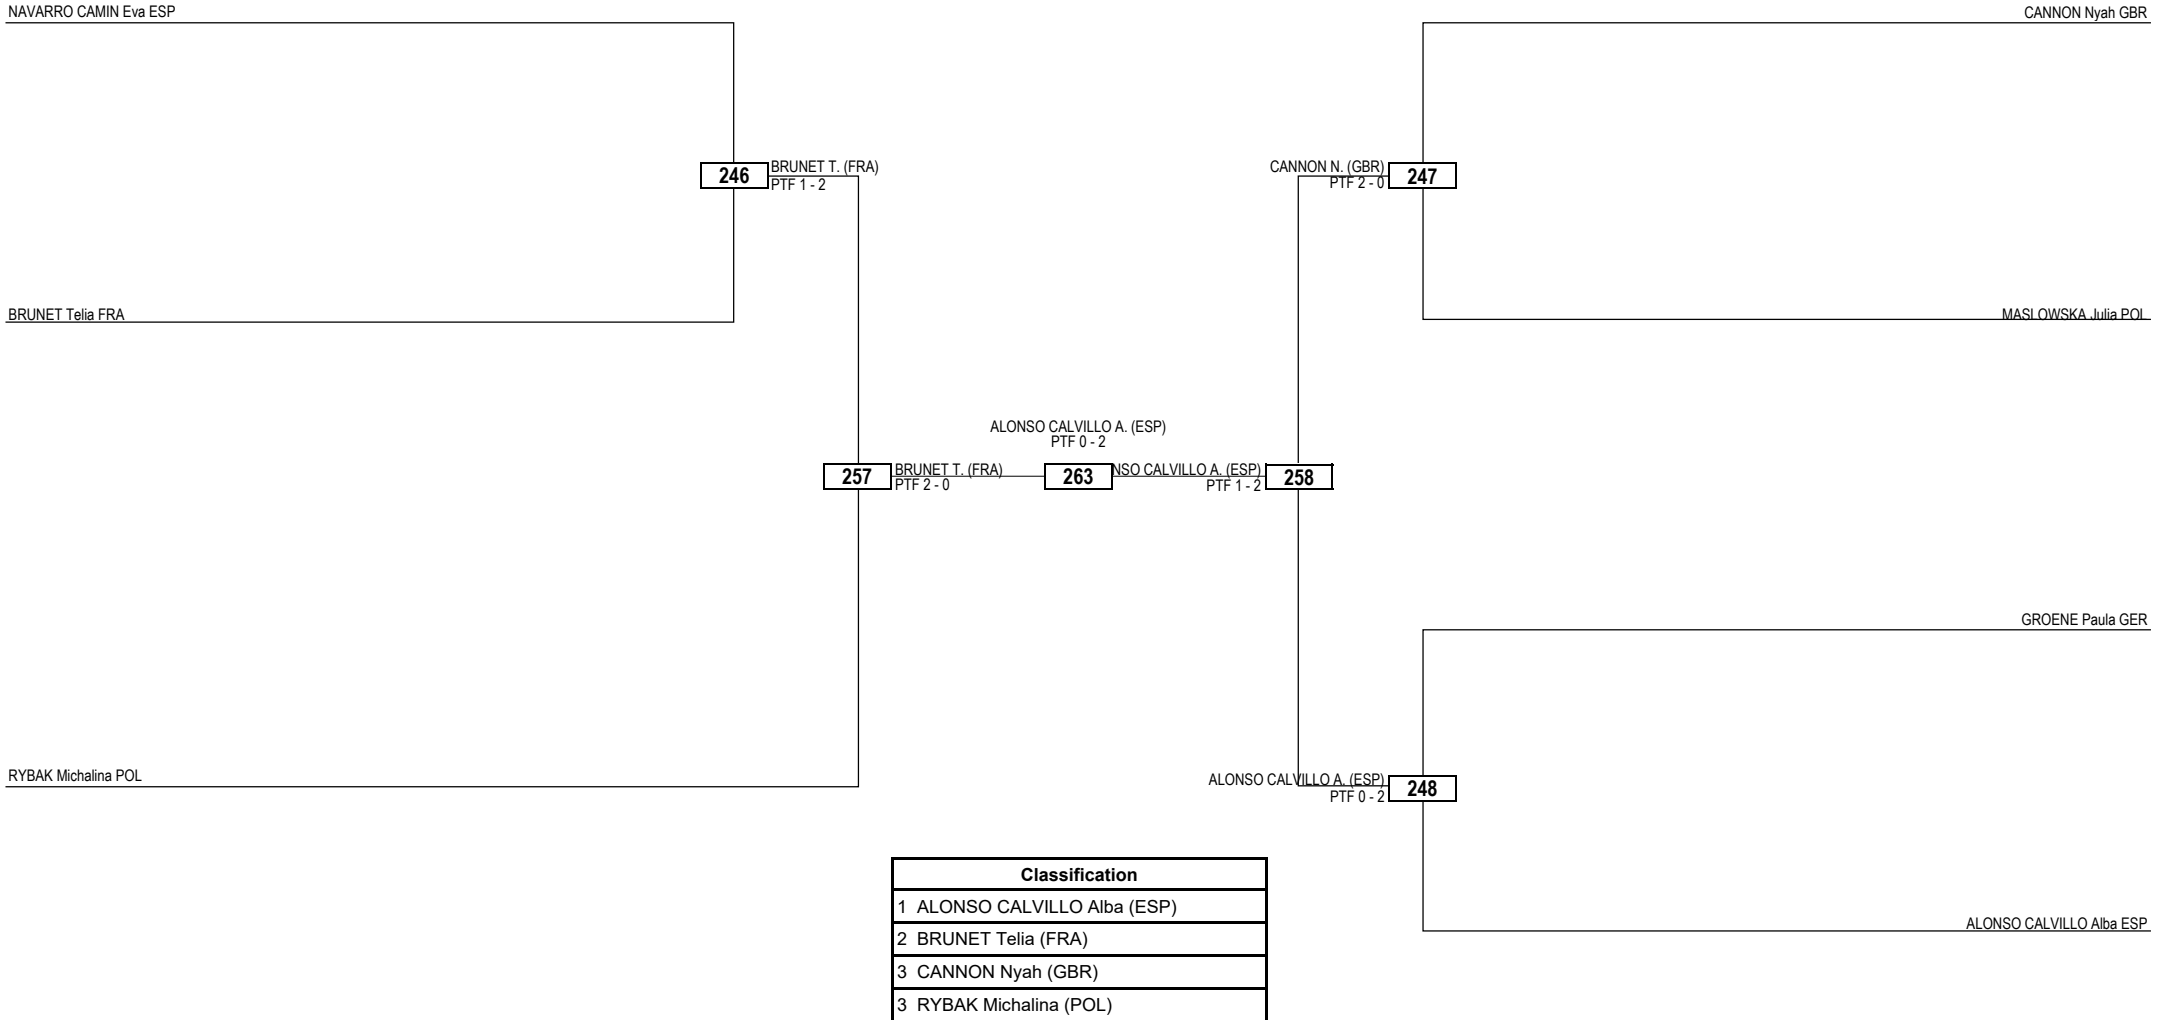 NAVARRO CAMIN Eva ESP
CANNON Nyah GBR
246
BRUNET T. (FRA)
PTF 1 - 2
CANNON N. (GBR)
PTF 2 - 0
247
BRUNET Telia FRA
MASLOWSKA Julia POL
ALONSO CALVILLO A. (ESP)
PTF 0 - 2
257
BRUNET T. (FRA)
PTF 2 - 0
263
NSO CALVILLO A. (ESP)
PTF 1 - 2
258
GROENE Paula GER
RYBAK Michalina POL
ALONSO CALVILLO A. (ESP)
PTF 0 - 2
248
ALONSO CALVILLO Alba ESP
Classification
1 ALONSO CALVILLO Alba (ESP)
2 BRUNET Telia (FRA)
3 CANNON Nyah (GBR)
3 RYBAK Michalina (POL)